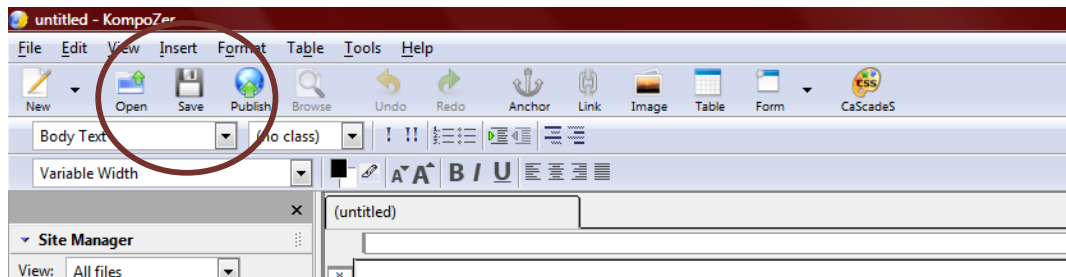 untitled - KompoZer
File Edit View Insert Format Table Tools Help
New Open Save Publish Browse Undo Redo Anchor Link Image Table Form CaScadeS
Body Text (no class)
Variable Width A A B I U
(untitled)
Site Manager
View: All files